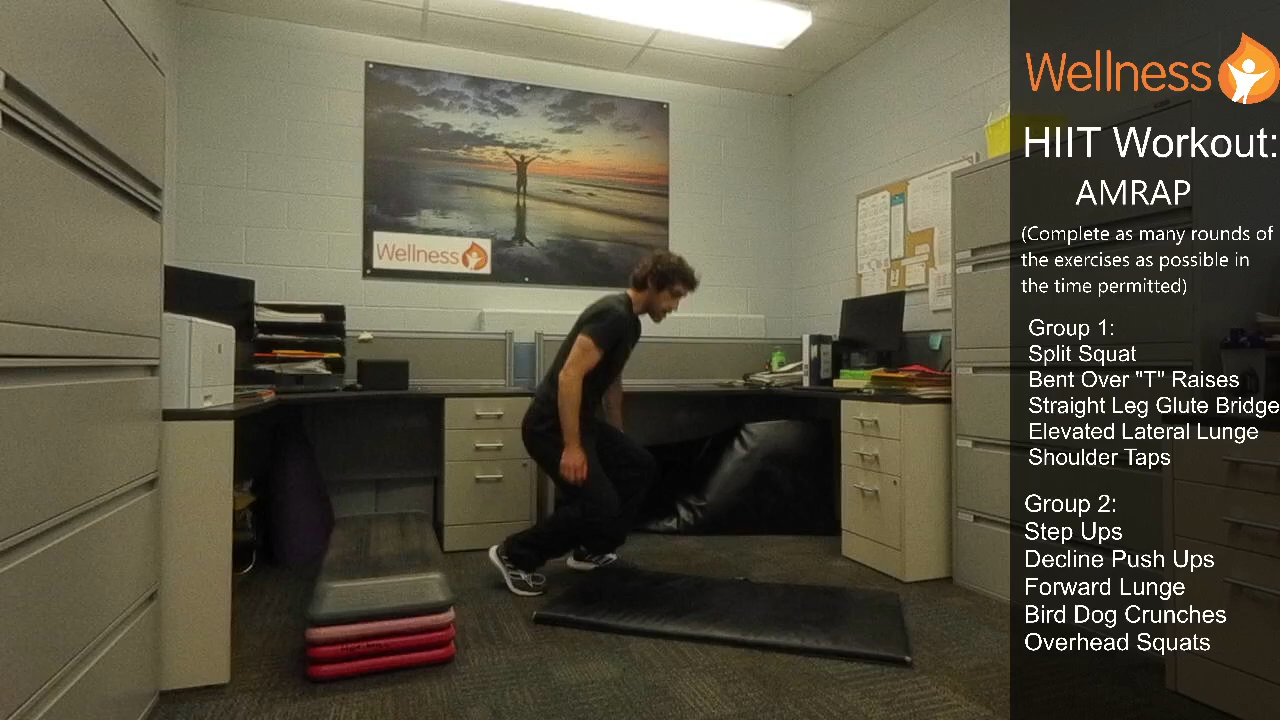 Wellness
Wellness
HIIT Workout:
AMRAP
(Complete as many rounds of
the exercises as possible in
the time permitted)
Group 1:
Split Squat
Bent Over "T" Raises
Straight Leg Glute Bridge
Elevated Lateral Lunge
Shoulder Taps
Group 2:
Step Ups
Decline Push Ups
Forward Lunge
Bird Dog Crunches
Overhead Squats